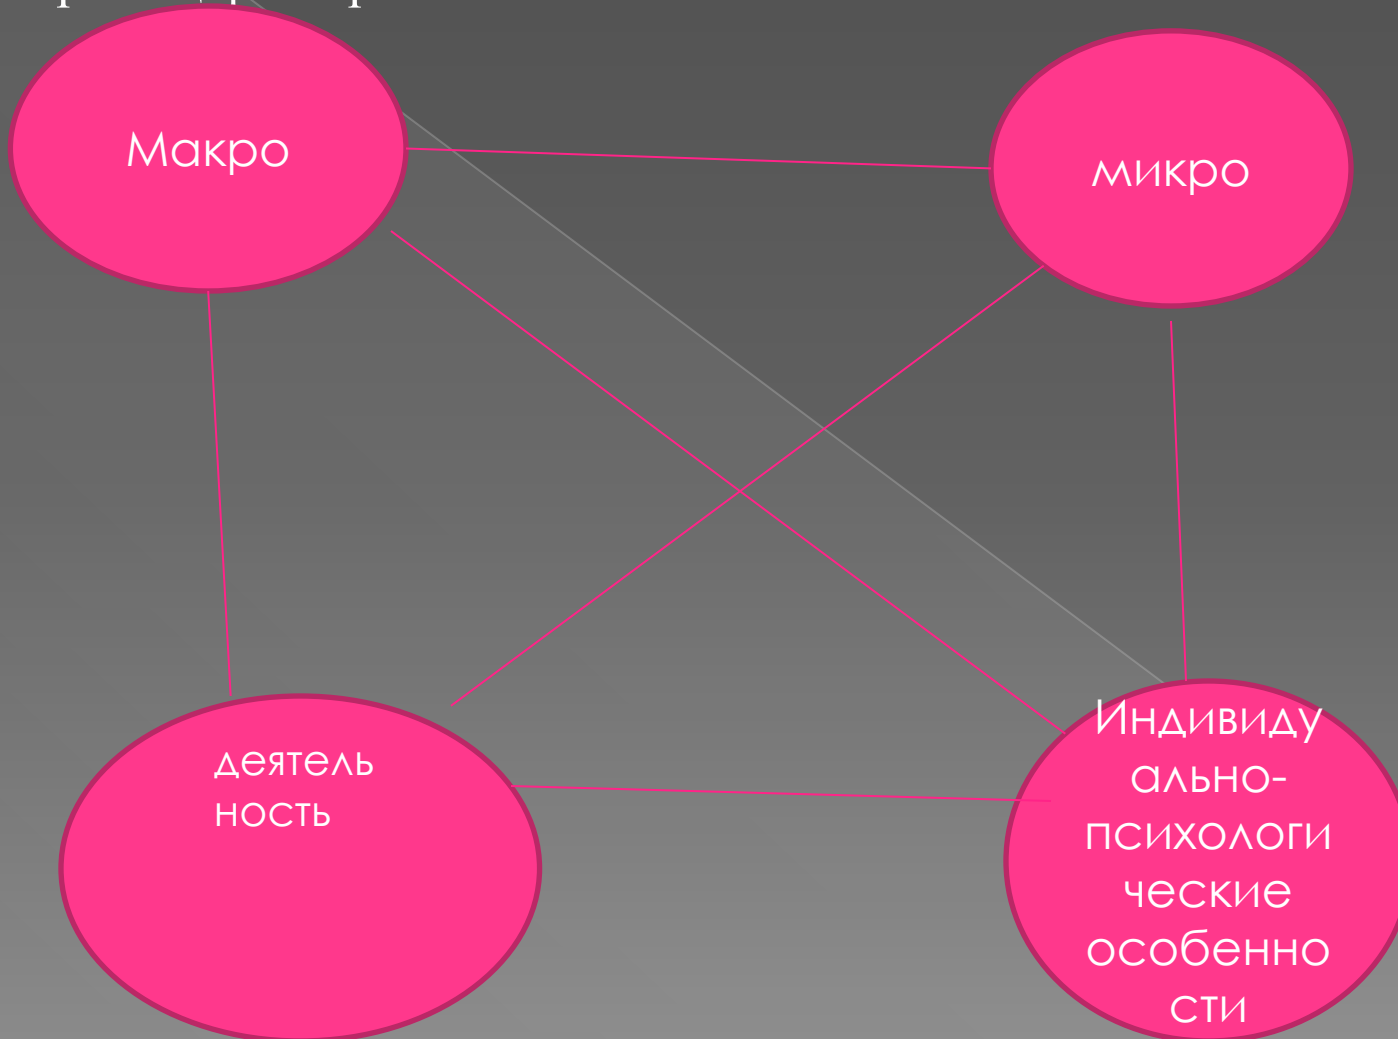 Макро
микро
деятель
ность
Индивиду
ально-
психологи
ческие
особенно
сти